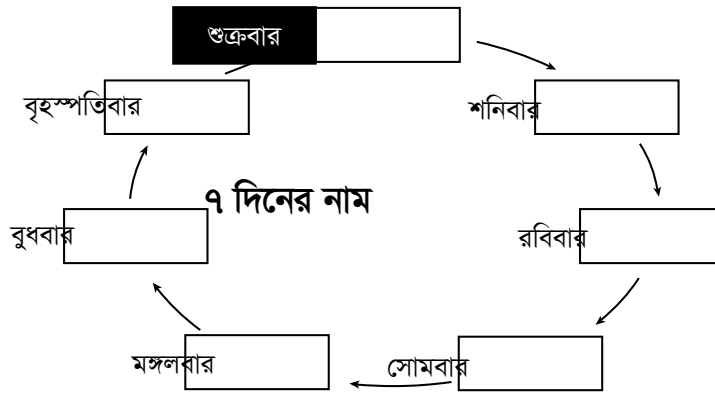 শুক্রবার
শনিবার
রবিবার
সোমবার
মঙ্গলবার
বুধবার
বৃহস্পতিবার
৭ দিনের নাম